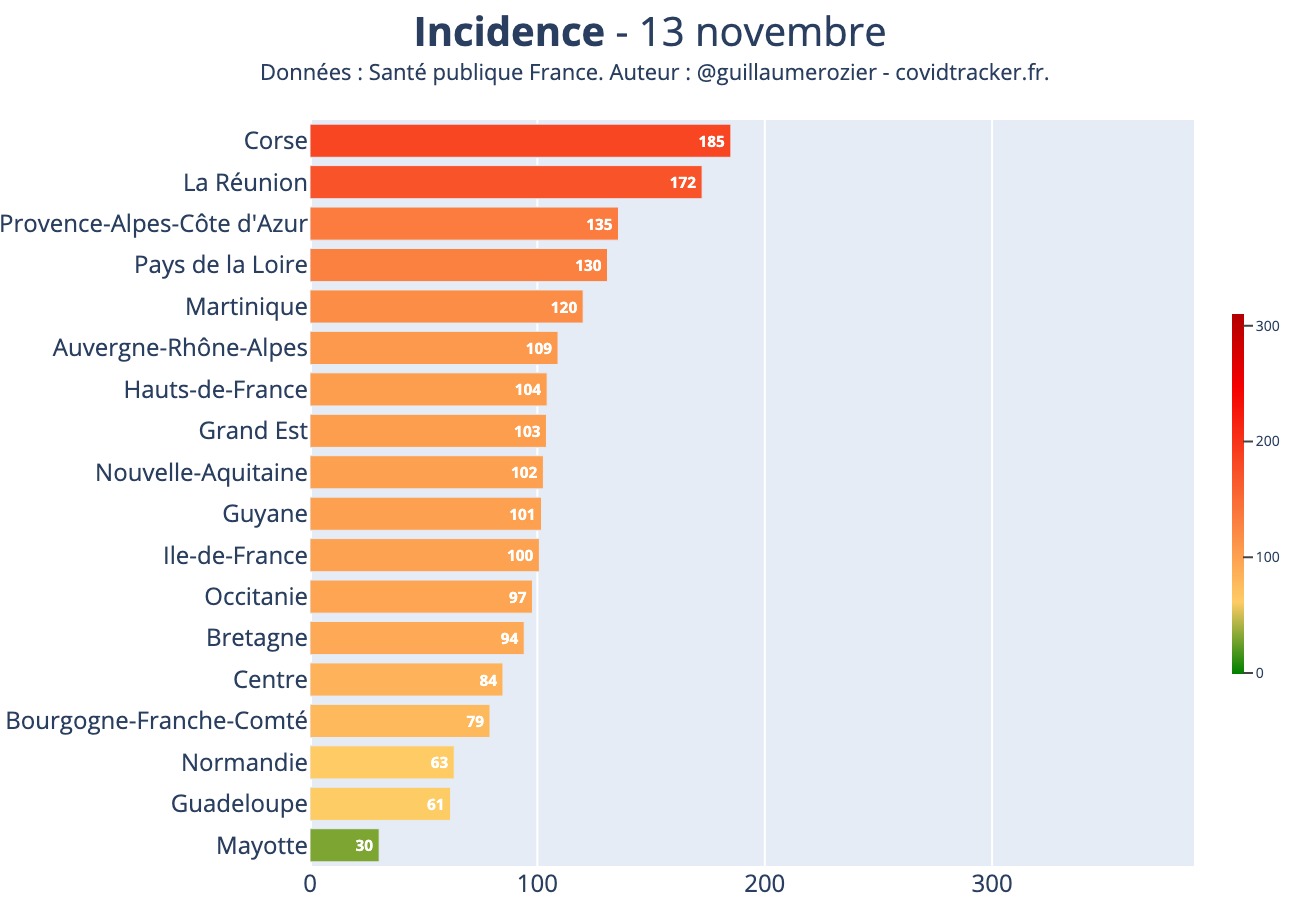 Incidence - 13 novembre
Données : Santé publique France. Auteur : @guillaumerozier - covidtracker.fr.
Corse 185
La Réunion 172
Provence-Alpes-Côte d'Azur 135
Pays de la Loire 130
Martinique 120
Auvergne-Rhône-Alpes 109
Hauts-de-France 104
Grand Est 103
Nouvelle-Aquitaine 102
Guyane 101
Ile-de-France 100
Occitanie 97
Bretagne 94
Centre 84
Bourgogne-Franche-Comté 79
Normandie 63
Guadeloupe 61
Mayotte 30
0 100 200 300
300
200
100
0